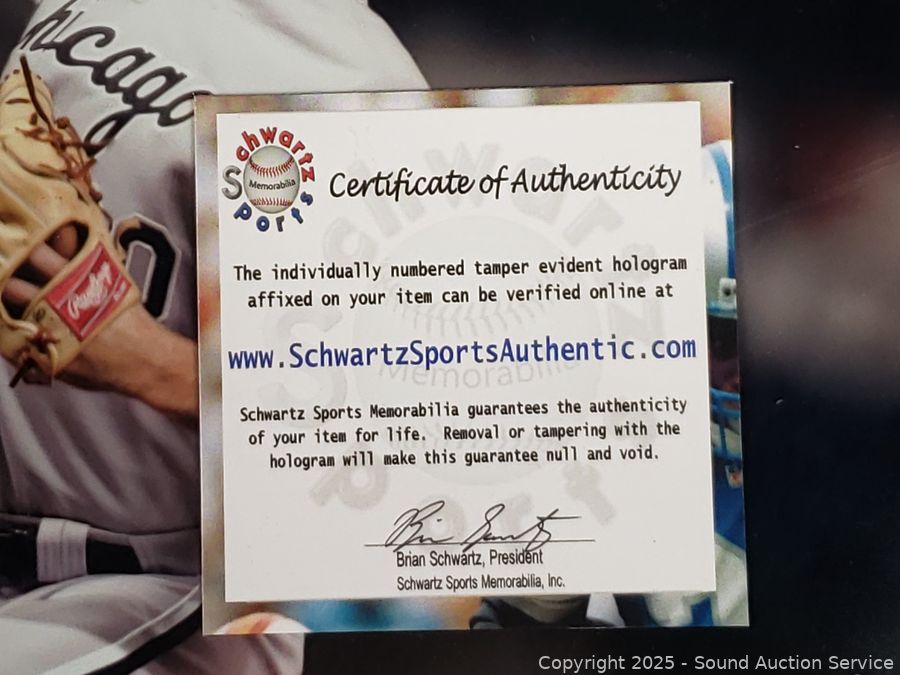 Chicago
Rawlings
Schwartz
Memorabilia
Sports
Certificate of Authenticity
The individually numbered tamper evident hologram
affixed on your item can be verified online at
www.SchwartzSportsAuthentic.com
Schwartz Sports Memorabilia guarantees the authenticity
of your item for life. Removal or tampering with the
hologram will make this guarantee null and void.
Brian Schwartz, President
Schwartz Sports Memorabilia, Inc.
Copyright 2025 - Sound Auction Service